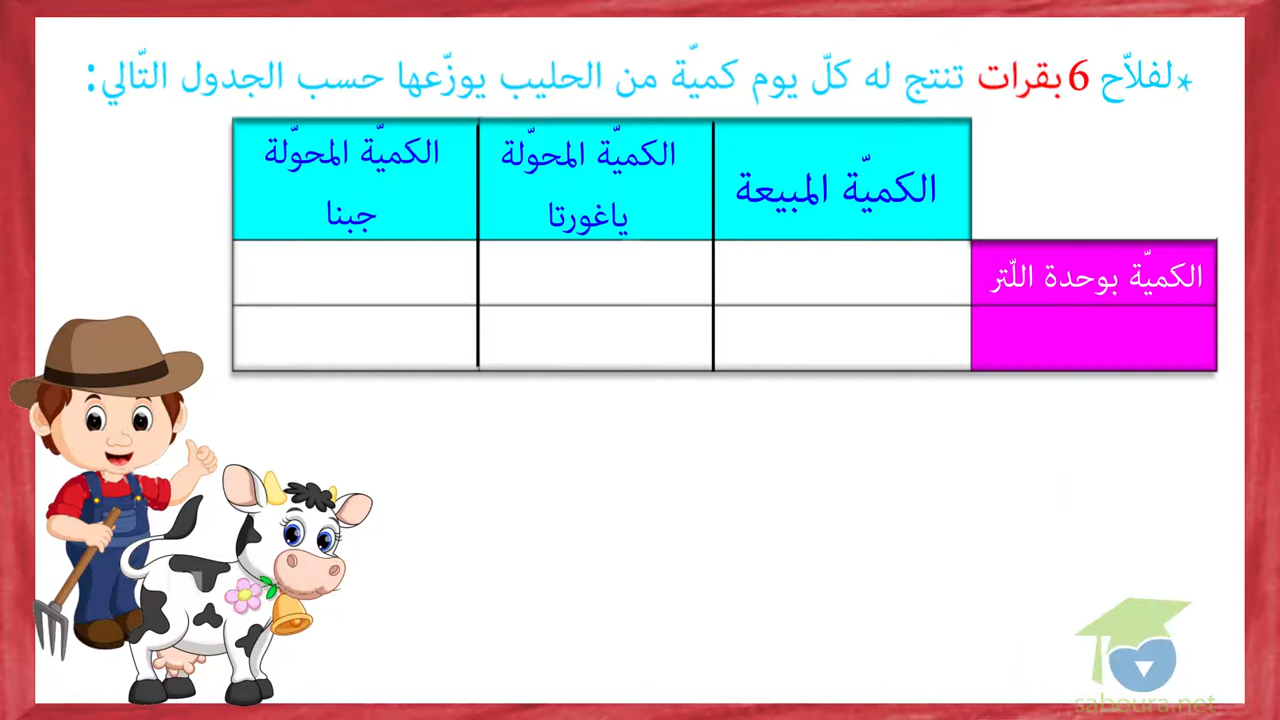 *لفلاّح 6 بقرات تنتج له كلّ يوم كميّة من الحليب يوزّعها حسب الجدول التّالي:
الكميّة المبيعة
الكميّة المحوّلة
ياغورتا
الكميّة المحوّلة
جبنا
الكميّة بوحدة اللّتر
sahoura.net